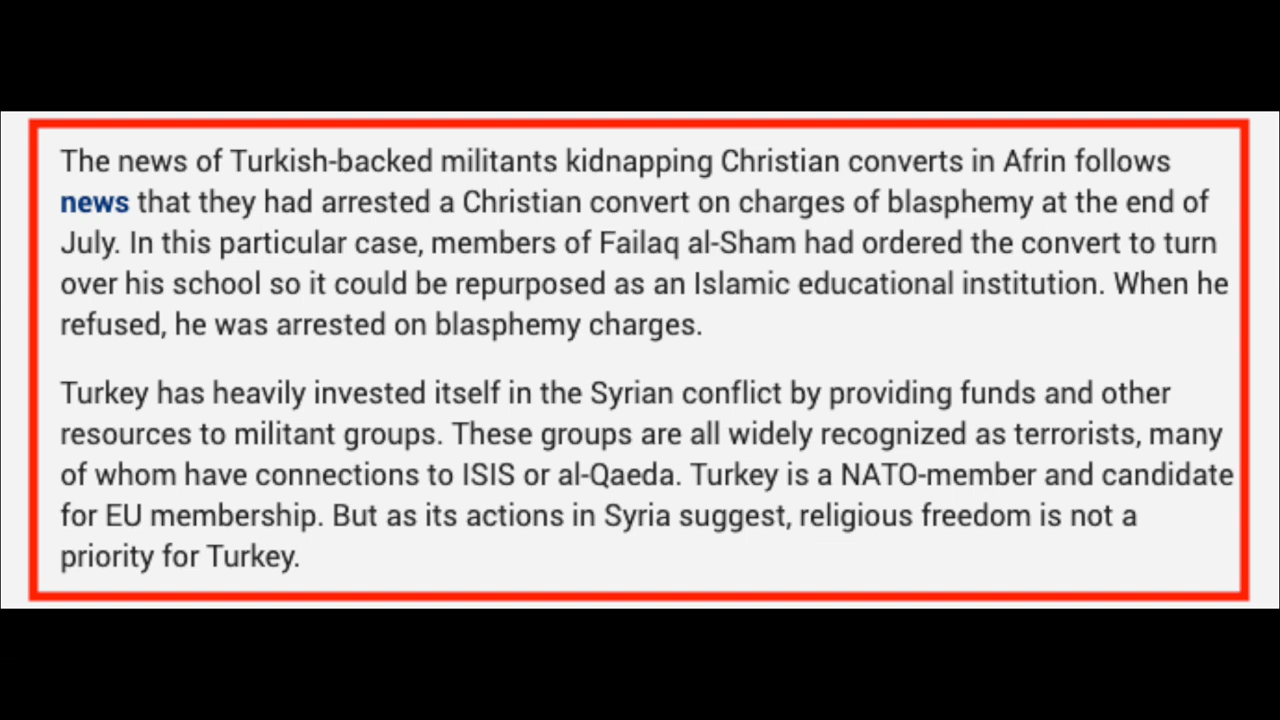 The news of Turkish-backed militants kidnapping Christian converts in Afrin follows
news that they had arrested a Christian convert on charges of blasphemy at the end of
July. In this particular case, members of Failaq al-Sham had ordered the convert to turn
over his school so it could be repurposed as an Islamic educational institution. When he
refused, he was arrested on blasphemy charges.
Turkey has heavily invested itself in the Syrian conflict by providing funds and other
resources to militant groups. These groups are all widely recognized as terrorists, many
of whom have connections to ISIS or al-Qaeda. Turkey is a NATO-member and candidate
for EU membership. But as its actions in Syria suggest, religious freedom is not a
priority for Turkey.